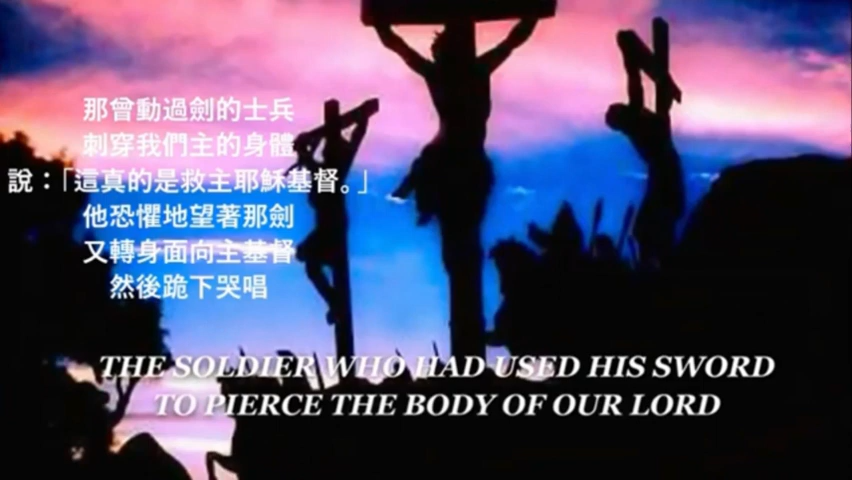 那曾動過劍的士兵
刺穿我們主的身體
說：「這真的是救主耶穌基督。」
他恐懼地望著那劍
又轉身面向主基督
然後跪下哭唱
THE SOLDIER WHO HAD USED HIS SWORD
TO PIERCE THE BODY OF OUR LORD